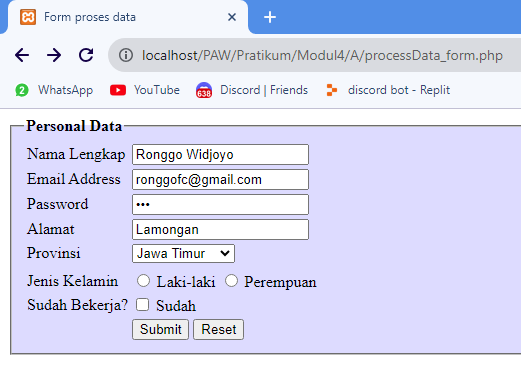 Form proses data
localhost/PAW/Pratikum/Modul4/A/processData_form.php
2 WhatsApp YouTube 638 Discord | Friends discord bot - Replit
Personal Data
Nama Lengkap Ronggo Widjoyo
Email Address ronggofc@gmail.com
Password •••
Alamat Lamongan
Provinsi Jawa Timur
Jenis Kelamin Laki-laki Perempuan
Sudah Bekerja? Sudah
Submit Reset